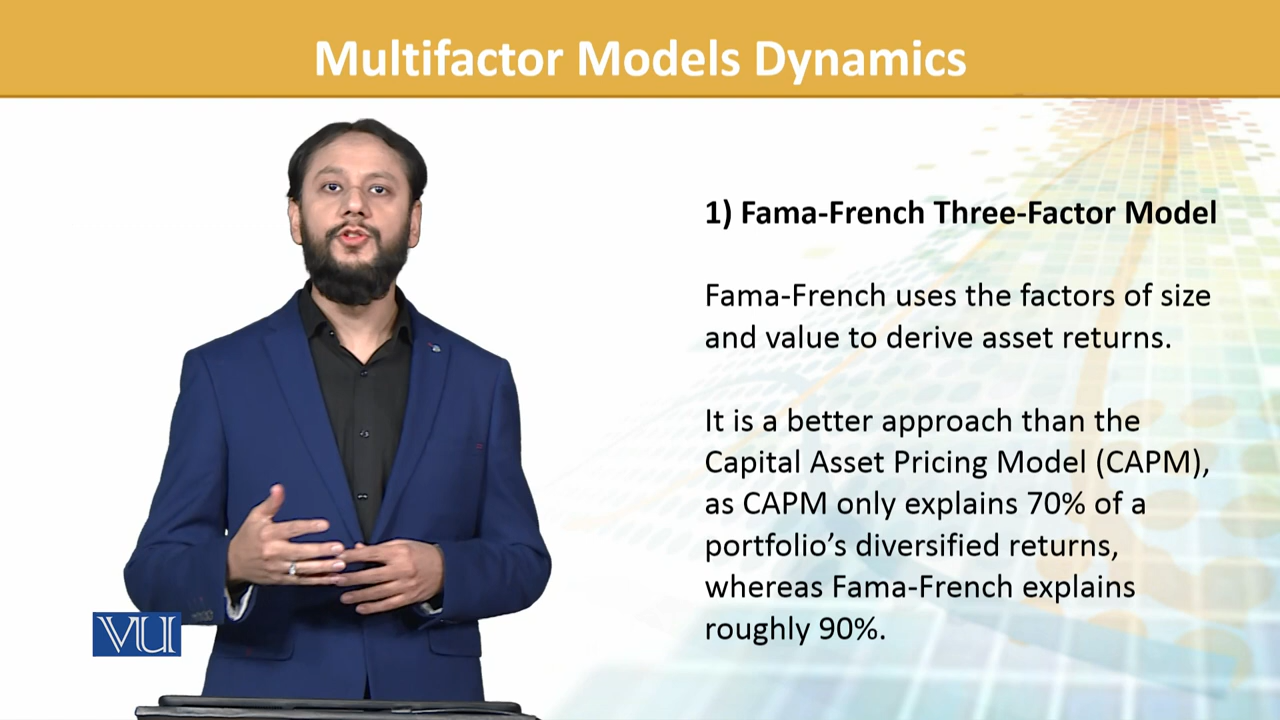 Multifactor Models Dynamics
1) Fama-French Three-Factor Model
Fama-French uses the factors of size
and value to derive asset returns.
It is a better approach than the
Capital Asset Pricing Model (CAPM),
as CAPM only explains 70% of a
portfolio’s diversified returns,
whereas Fama-French explains
roughly 90%.
VU